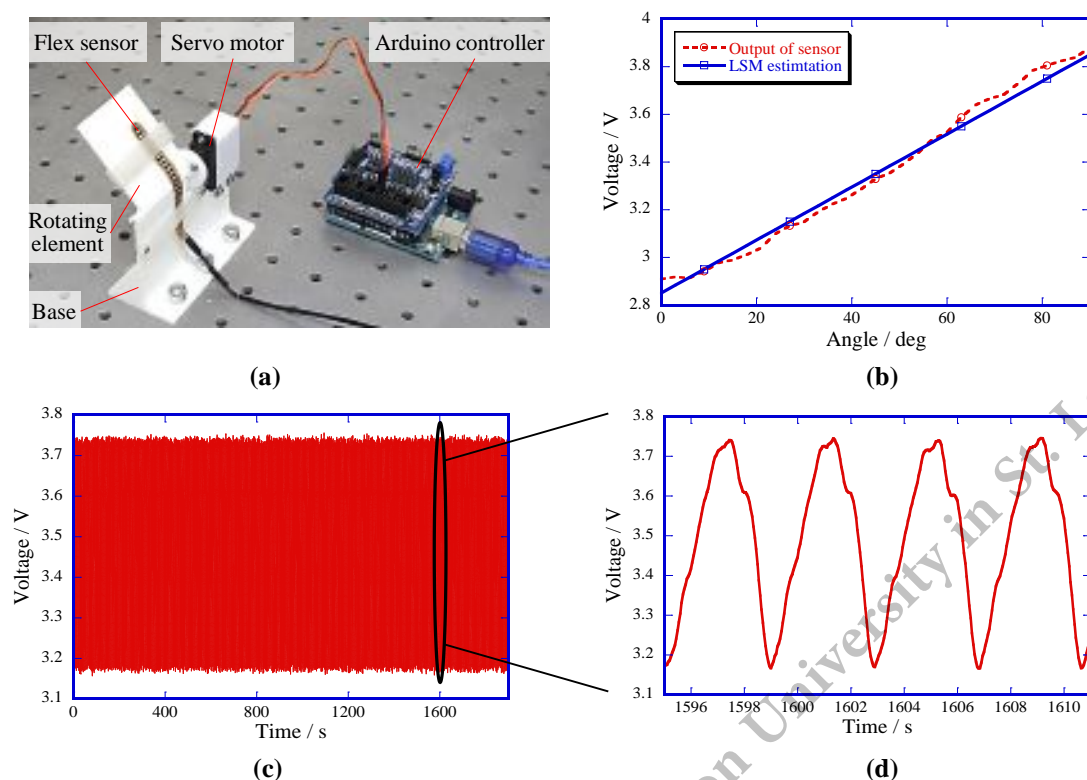 Flex sensor
Servo motor
Arduino controller
Rotating
element
Base
(a)
4
3.8
3.6
3.4
3.2
3
2.8
0
20
40
60
80
Voltage / V
Angle / deg
Output of sensor
LSM estimtation
(b)
3.8
3.7
3.6
3.5
3.4
3.3
3.2
3.1
0
400
800
1200
1600
Voltage / V
Time / s
(c)
3.8
3.7
3.6
3.5
3.4
3.3
3.2
3.1
1596
1598
1600
1602
1604
1606
1608
1610
Voltage / V
Time / s
(d)
University in St. L